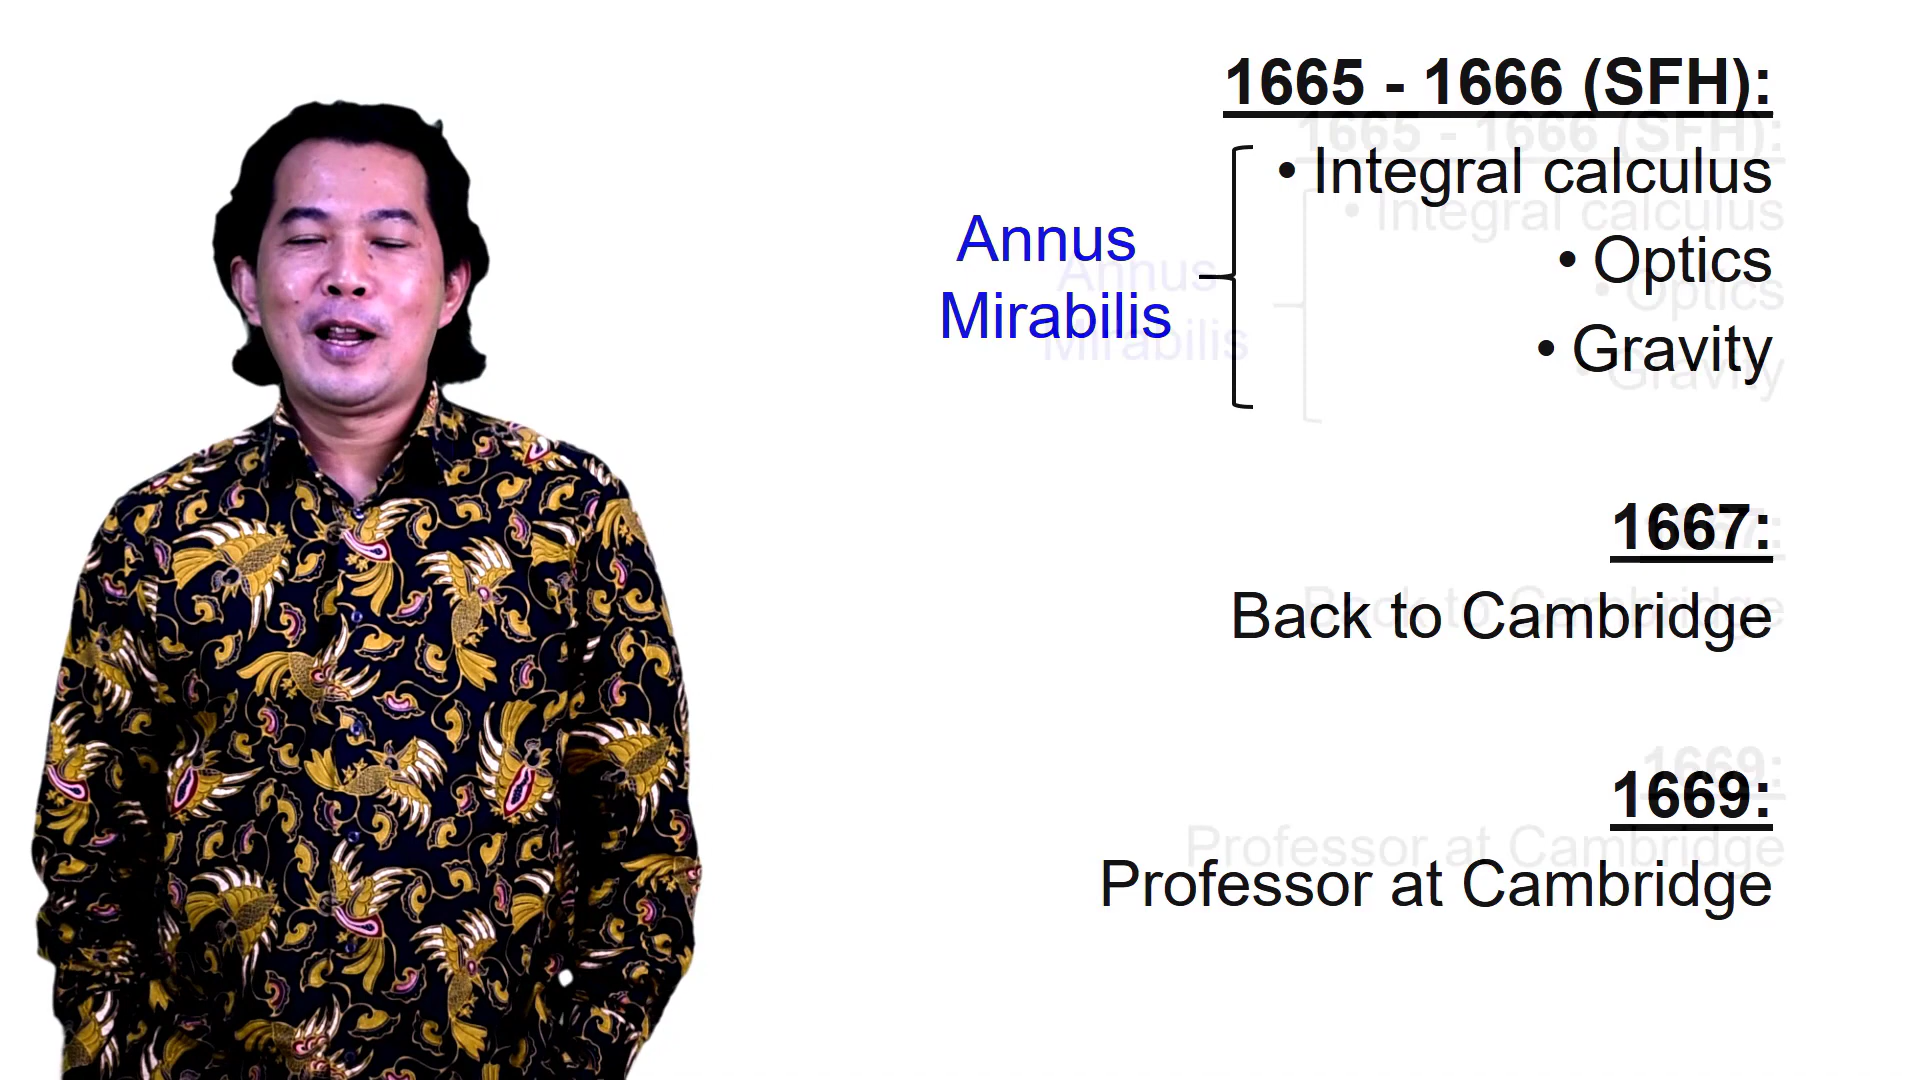 1665 - 1666 (SFH):
• Integral calculus
• Optics
• Gravity
Annus
Mirabilis
1667:
Back to Cambridge
1669:
Professor at Cambridge